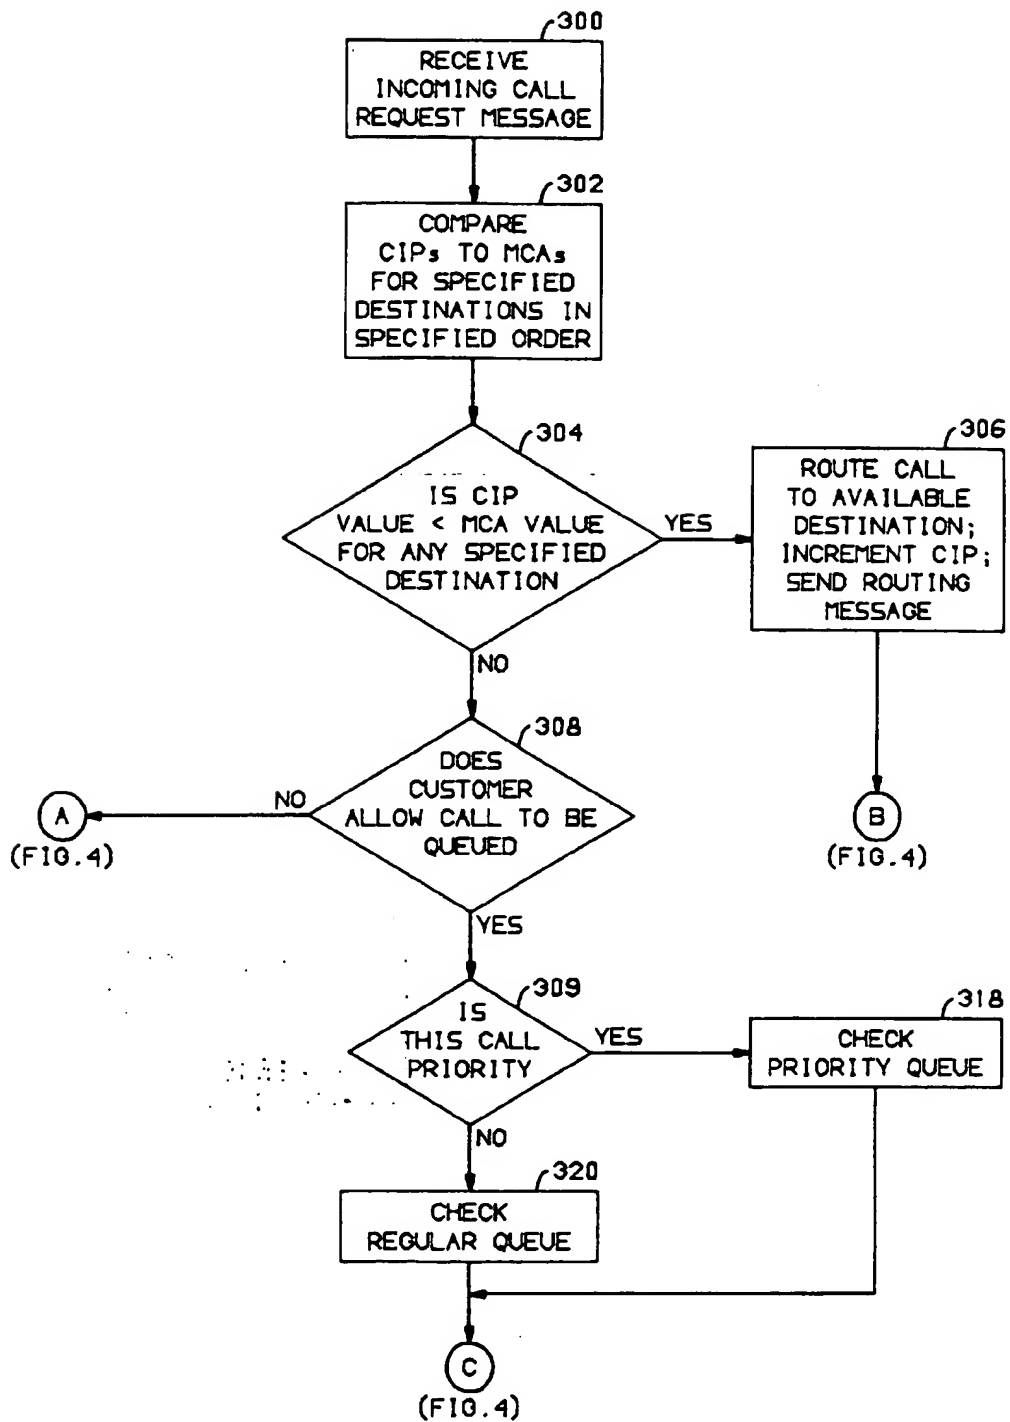 300
RECEIVE
INCOMING CALL
REQUEST MESSAGE
302
COMPARE
CIPs TO MCAs
FOR SPECIFIED
DESTINATIONS IN
SPECIFIED ORDER
304
IS CIP
VALUE < MCA VALUE
FOR ANY SPECIFIED
DESTINATION
YES
306
ROUTE CALL
TO AVAILABLE
DESTINATION;
INCREMENT CIP;
SEND ROUTING
MESSAGE
NO
308
DOES
CUSTOMER
ALLOW CALL TO BE
QUEUED
NO
A
(FIG.4)
B
(FIG.4)
YES
309
IS
THIS CALL
PRIORITY
YES
318
CHECK
PRIORITY QUEUE
NO
320
CHECK
REGULAR QUEUE
C
(FIG.4)